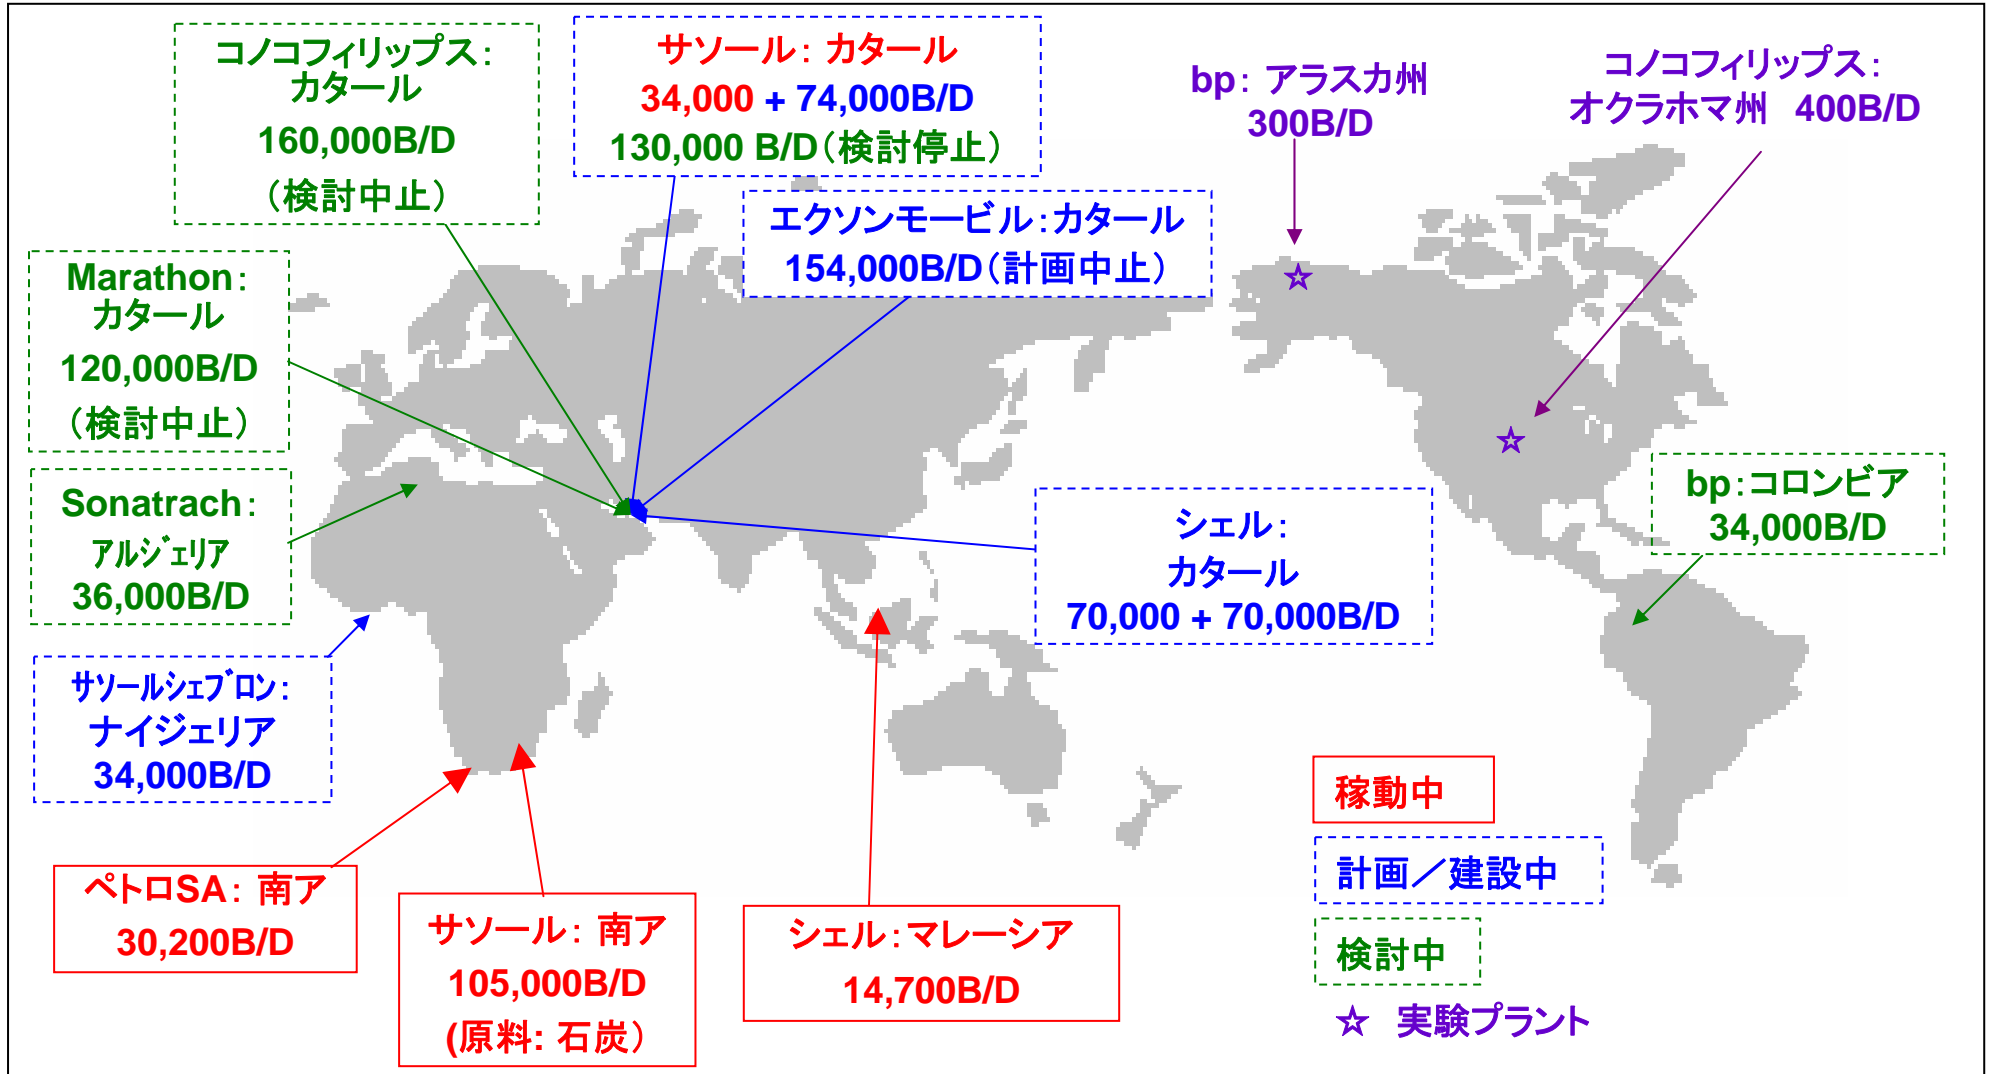 コノコフィリップス：
カタール
160,000B/D
（検討中止）
サソール： カタール
34,000 + 74,000B/D
130,000 B/D（検討停止）
エクソンモービル：カタール
154,000B/D（計画中止）
bp： アラスカ州
300B/D
コノコフィリップス：
オクラホマ州 400B/D
Marathon：
カタール
120,000B/D
（検討中止）
Sonatrach：
アルジェリア
36,000B/D
サソールシェブロン：
ナイジェリア
34,000B/D
シェル：
カタール
70,000 + 70,000B/D
bp：コロンビア
34,000B/D
ペトロSA： 南ア
30,200B/D
サソール： 南ア
105,000B/D
(原料: 石炭）
シェル：マレーシア
14,700B/D
稼動中
計画／建設中
検討中
☆ 実験プラント